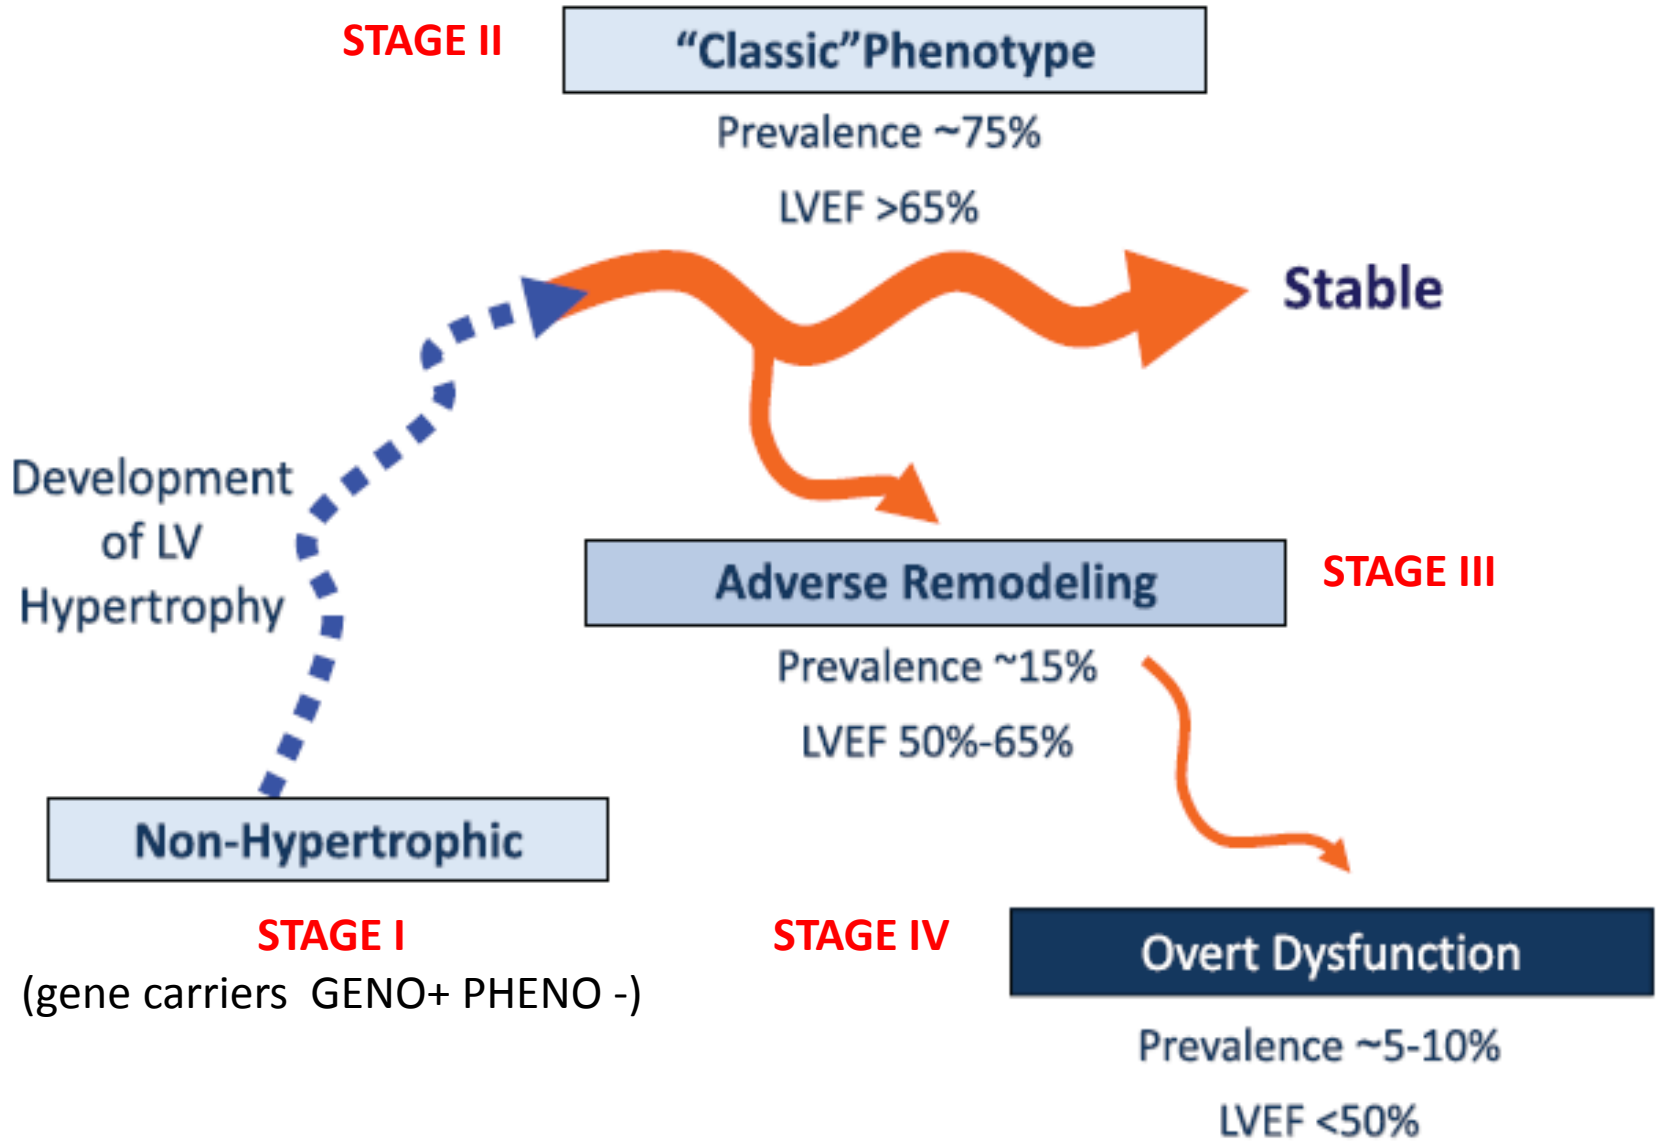 STAGE II
“Classic”Phenotype
Prevalence ~75%
LVEF >65%
Stable
Development
of LV
Hypertrophy
Adverse Remodeling
STAGE III
Prevalence ~15%
LVEF 50%-65%
Non-Hypertrophic
STAGE I
(gene carriers  GENO+ PHENO -)
STAGE IV
Overt Dysfunction
Prevalence ~5-10%
LVEF <50%